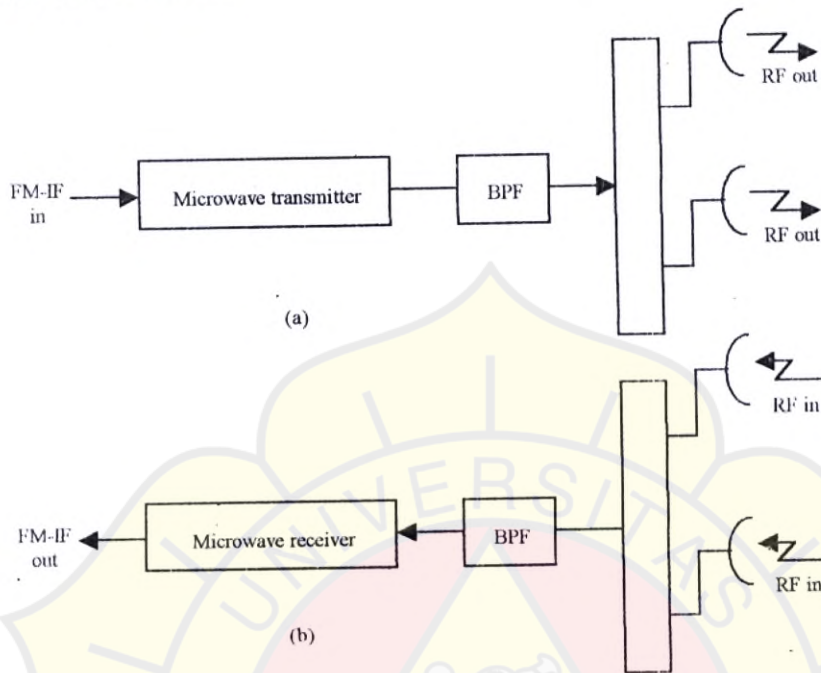 RF out
FM-IF
in
Microwave transmitter
BPF
RF out
(a)
RF in
FM-IF
out
Microwave receiver
BPF
RF in
(b)
UNIVERSITAS